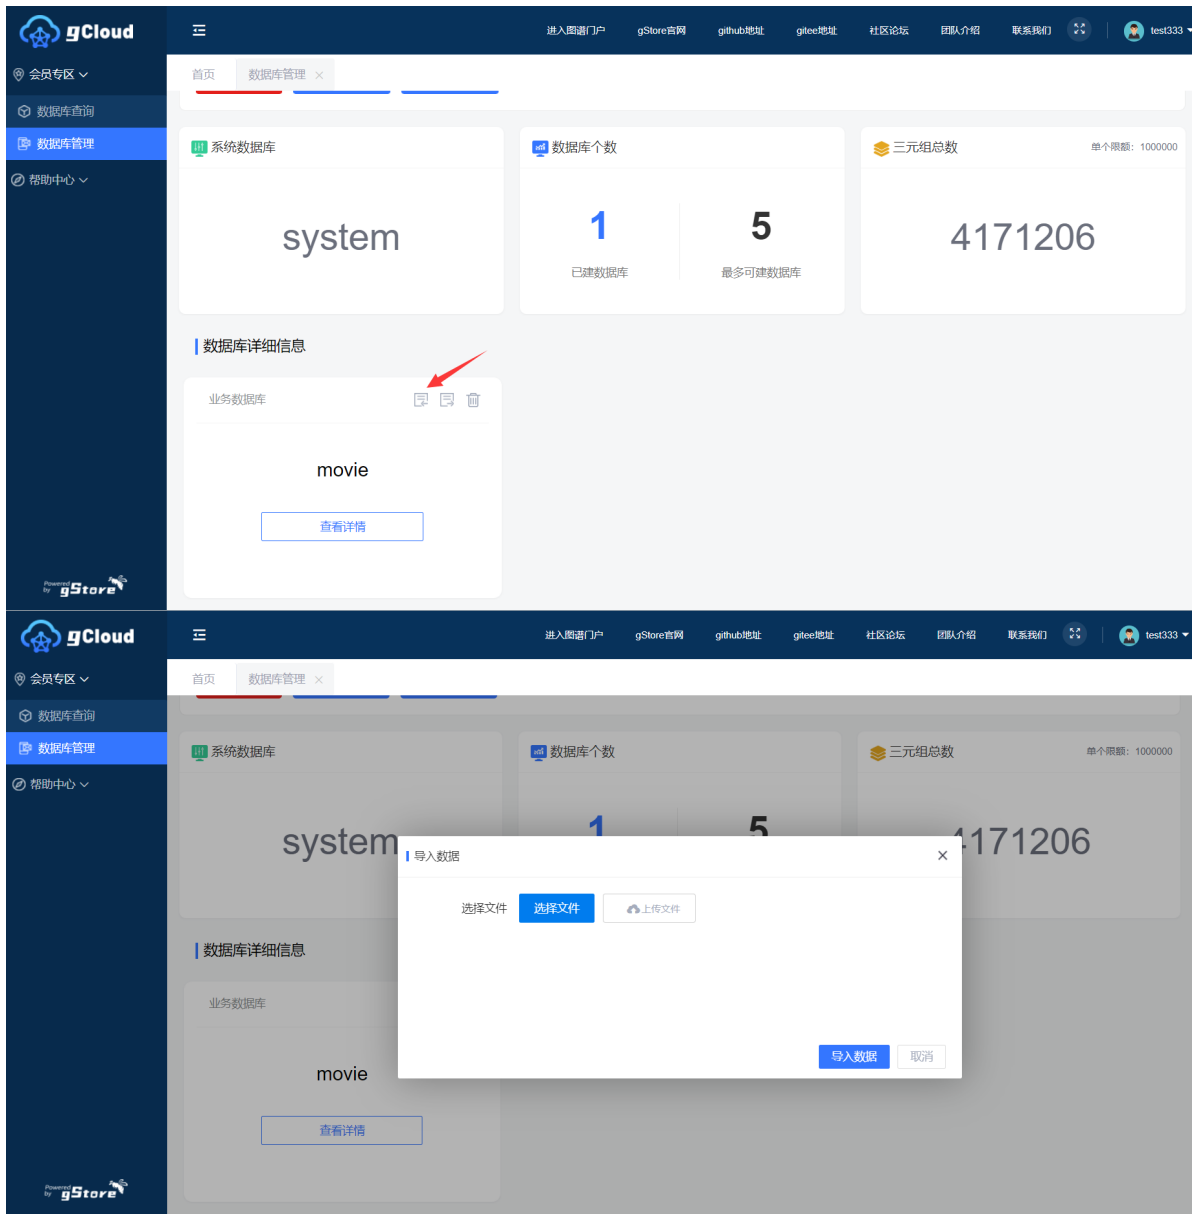 gCloud
进入图谱门户 gStore官网 github地址 gitee地址 社区论坛 团队介绍 联系我们 test333
会员专区
首页 数据库管理
数据库查询
数据库管理
帮助中心
系统数据库
数据库个数
三元组总数 单个限额：1000000
system
1
5
4171206
已建数据库
最多可建数据库
数据库详细信息
业务数据库
movie
查看详情
Powered by gStore
gCloud
进入图谱门户 gStore官网 github地址 gitee地址 社区论坛 团队介绍 联系我们 test333
会员专区
首页 数据库管理
数据库查询
数据库管理
帮助中心
系统数据库
数据库个数
三元组总数 单个限额：1000000
system
1
5
4171206
导入数据
选择文件 选择文件 上传文件
导入数据 取消
数据库详细信息
业务数据库
movie
查看详情
Powered by gStore